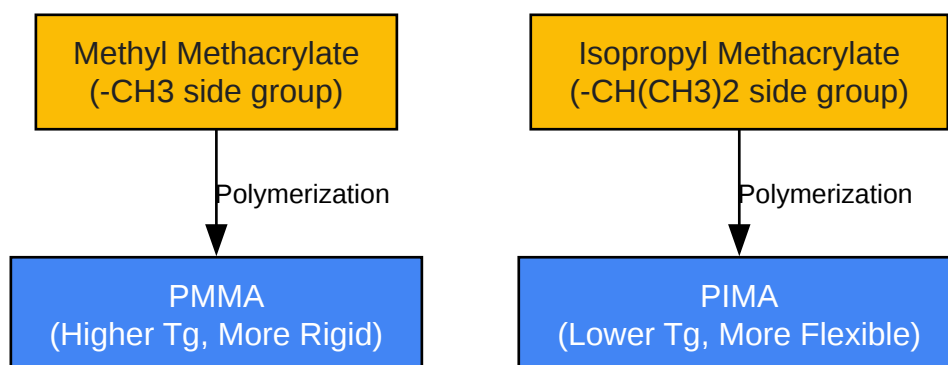 Methyl Methacrylate
(-CH3 side group)
Isopropyl Methacrylate
(-CH(CH3)2 side group)
Polymerization
Polymerization
PMMA
(Higher Tg, More Rigid)
PIMA
(Lower Tg, More Flexible)